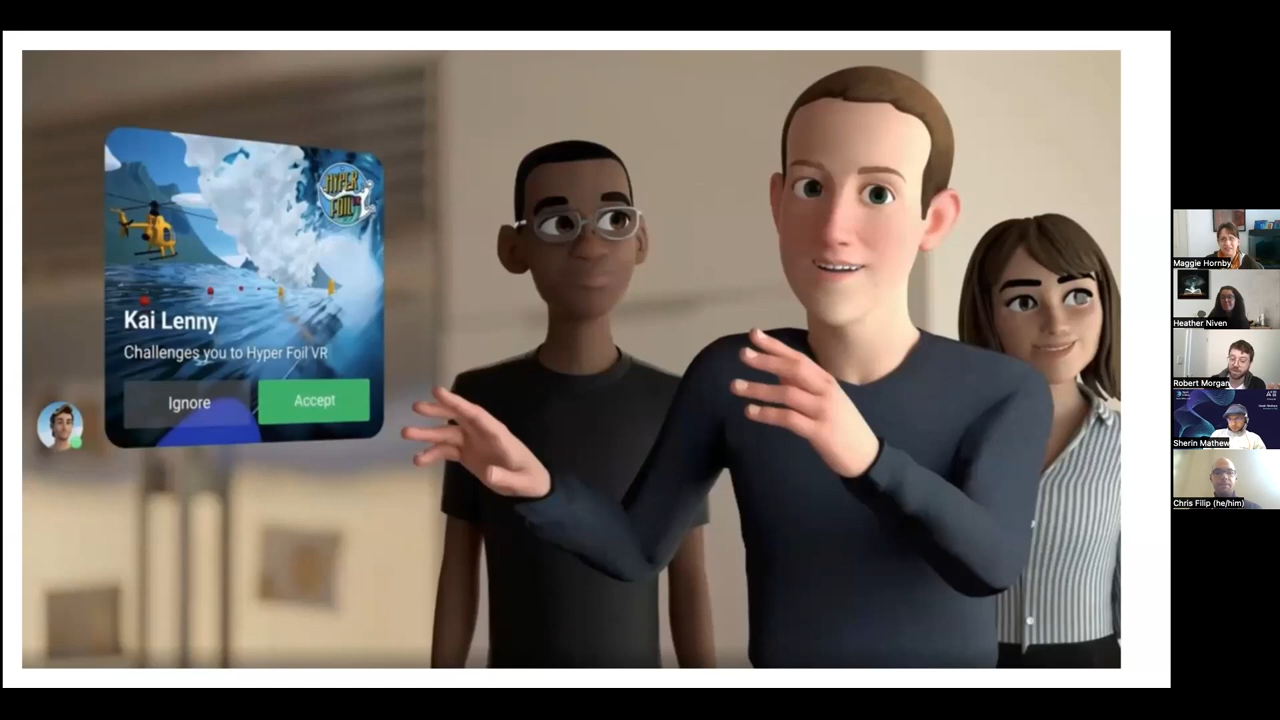 HYPER
FOIL
Kai Lenny
Challenges you to Hyper Foil VR
Ignore
Accept
Maggie Hornby
Heather Niven
Robert Morgan
Sherin Mathew
Chris Filip (he/him)